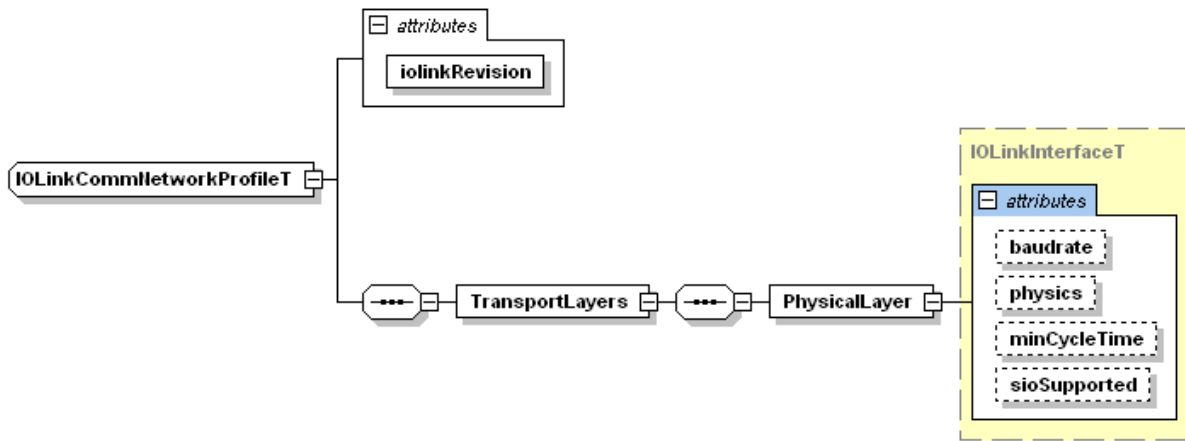 attributes
iolinkRevision
IOLinkCommNetworkProfileT
IOLinkInterfaceT
attributes
baudrate
physics
minCycleTime
sioSupported
TransportLayers
PhysicalLayer